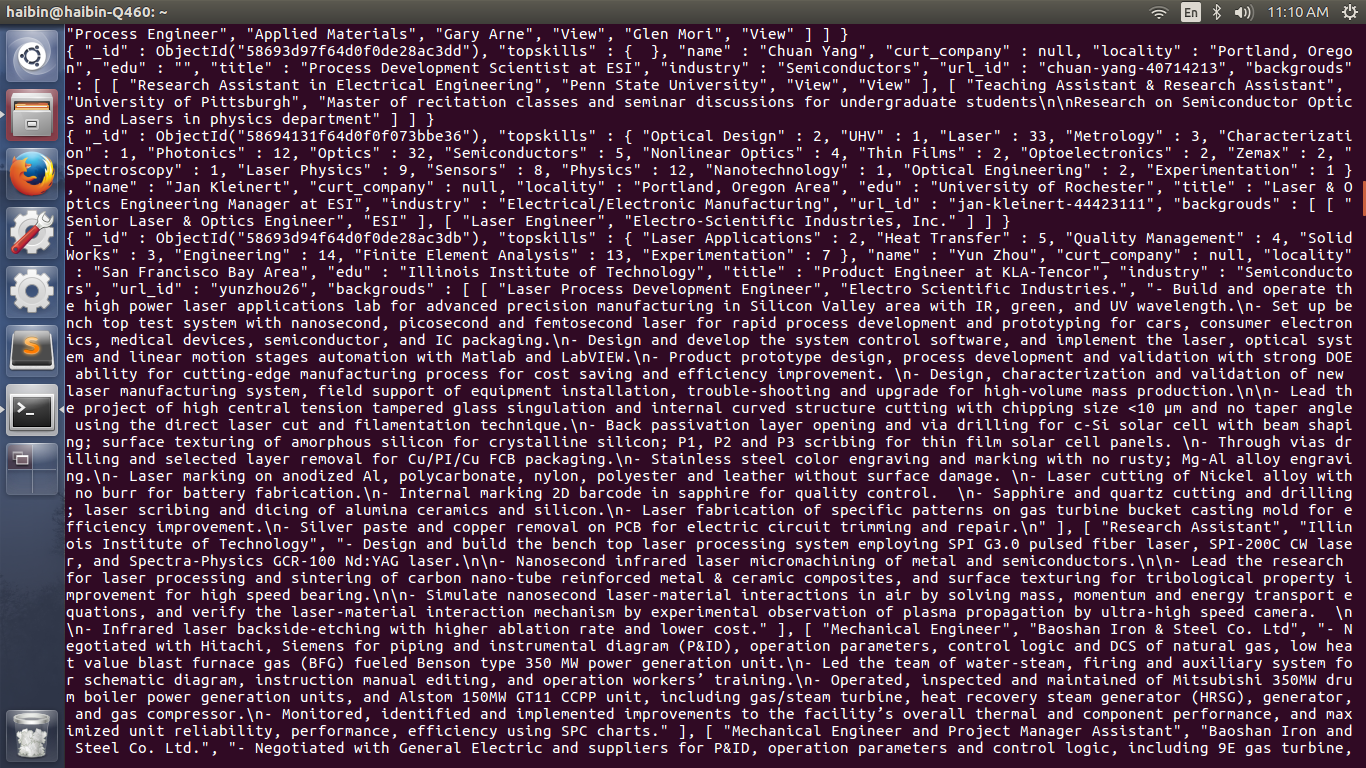 haibin@haibin-Q460: ~
En
11:10 AM
"Process Engineer", "Applied Materials", "Gary Arne", "View", "Glen Mori", "View" ] ] }
{ "_id" : ObjectId("58693d97f64d0f0de28ac3dd"), "topskills" : {  }, "name" : "Chuan Yang", "curt_company" : null, "locality" : "Portland, Orego
n", "edu" : "", "title" : "Process Development Scientist at ESI", "industry" : "Semiconductors", "url_id" : "chuan-yang-40714213", "backgrouds"
 : [ [ "Research Assistant in Electrical Engineering", "Penn State University", "View", "View" ], [ "Teaching Assistant & Research Assistant",
"University of Pittsburgh", "Master of recitation classes and seminar discussions for undergraduate students\n\nResearch on Semiconductor Optic
s and Lasers in physics department" ] ] }
{ "_id" : ObjectId("58694131f64d0f0f073bbe36"), "topskills" : { "Optical Design" : 2, "UHV" : 1, "Laser" : 33, "Metrology" : 3, "Characterizati
on" : 1, "Photonics" : 12, "Optics" : 32, "Semiconductors" : 5, "Nonlinear Optics" : 4, "Thin Films" : 2, "Optoelectronics" : 2, "Zemax" : 2, "
Spectroscopy" : 1, "Laser Physics" : 9, "Sensors" : 8, "Physics" : 12, "Nanotechnology" : 1, "Optical Engineering" : 2, "Experimentation" : 1 }
, "name" : "Jan Kleinert", "curt_company" : null, "locality" : "Portland, Oregon Area", "edu" : "University of Rochester", "title" : "Laser & O
ptics Engineering Manager at ESI", "industry" : "Electrical/Electronic Manufacturing", "url_id" : "jan-kleinert-44423111", "backgrouds" : [ [ "
Senior Laser & Optics Engineer", "ESI" ], [ "Laser Engineer", "Electro-Scientific Industries, Inc." ] ] }
{ "_id" : ObjectId("58693d94f64d0f0de28ac3db"), "topskills" : { "Laser Applications" : 2, "Heat Transfer" : 5, "Quality Management" : 4, "Solid
Works" : 3, "Engineering" : 14, "Finite Element Analysis" : 13, "Experimentation" : 7 }, "name" : "Yun Zhou", "curt_company" : null, "locality"
 : "San Francisco Bay Area", "edu" : "Illinois Institute of Technology", "title" : "Product Engineer at KLA-Tencor", "industry" : "Semiconducto
rs", "url_id" : "yunzhou26", "backgrouds" : [ [ "Laser Process Development Engineer", "Electro Scientific Industries.", "- Build and operate th
e high power laser applications lab for advanced precision manufacturing in Silicon Valley area with IR, green, and UV wavelength.\n- Set up be
nch top test system with nanosecond, picosecond and femtosecond laser for rapid process development and prototyping for cars, consumer electron
ics, medical devices, semiconductor, and IC packaging.\n- Design and develop the system control software, and implement the laser, optical syst
em and linear motion stages automation with Matlab and LabVIEW.\n- Product prototype design, process development and validation with strong DOE
 ability for cutting-edge manufacturing process for cost saving and efficiency improvement. \n- Design, characterization and validation of new
laser manufacturing system, field support of equipment installation, trouble-shooting and upgrade for high-volume mass production.\n\n- Lead th
e project of high central tension tampered glass singulation and internal curved structure cutting with chipping size <10 µm and no taper angle
 using the direct laser cut and filamentation technique.\n- Back passivation layer opening and via drilling for c-Si solar cell with beam shapi
ng; surface texturing of amorphous silicon for crystalline silicon; P1, P2 and P3 scribing for thin film solar cell panels. \n- Through vias dr
illing and selected layer removal for Cu/PI/Cu FCB packaging.\n- Stainless steel color engraving and marking with no rusty; Mg-Al alloy engravi
ng.\n- Laser marking on anodized Al, polycarbonate, nylon, polyester and leather without surface damage. \n- Laser cutting of Nickel alloy with
 no burr for battery fabrication.\n- Internal marking 2D barcode in sapphire for quality control.  \n- Sapphire and quartz cutting and drilling
; laser scribing and dicing of alumina ceramics and silicon.\n- Laser fabrication of specific patterns on gas turbine bucket casting mold for e
fficiency improvement.\n- Silver paste and copper removal on PCB for electric circuit trimming and repair.\n" ], [ "Research Assistant", "Illin
ois Institute of Technology", "- Design and build the bench top laser processing system employing SPI G3.0 pulsed fiber laser, SPI-200C CW lase
r, and Spectra-Physics GCR-100 Nd:YAG laser.\n\n- Nanosecond infrared laser micromachining of metal and semiconductors.\n\n- Lead the research
for laser processing and sintering of carbon nano-tube reinforced metal & ceramic composites, and surface texturing for tribological property i
mprovement for high speed bearing.\n\n- Simulate nanosecond laser-material interactions in air by solving mass, momentum and energy transport e
quations, and verify the laser-material interaction mechanism by experimental observation of plasma propagation by ultra-high speed camera.  \n
\n- Infrared laser backside-etching with higher ablation rate and lower cost." ], [ "Mechanical Engineer", "Baoshan Iron & Steel Co. Ltd", "- N
egotiated with Hitachi, Siemens for piping and instrumental diagram (P&ID), operation parameters, control logic and DCS of natural gas, low hea
t value blast furnace gas (BFG) fueled Benson type 350 MW power generation unit.\n- Led the team of water-steam, firing and auxiliary system fo
r schematic diagram, instruction manual editing, and operation workers’ training.\n- Operated, inspected and maintained of Mitsubishi 350MW dru
m boiler power generation units, and Alstom 150MW GT11 CCPP unit, including gas/steam turbine, heat recovery steam generator (HRSG), generator,
 and gas compressor.\n- Monitored, identified and implemented improvements to the facility’s overall thermal and component performance, and max
imized unit reliability, performance, efficiency using SPC charts." ], [ "Mechanical Engineer and Project Manager Assistant", "Baoshan Iron and
 Steel Co. Ltd.", "- Negotiated with General Electric and suppliers for P&ID, operation parameters and control logic, including 9E gas turbine,